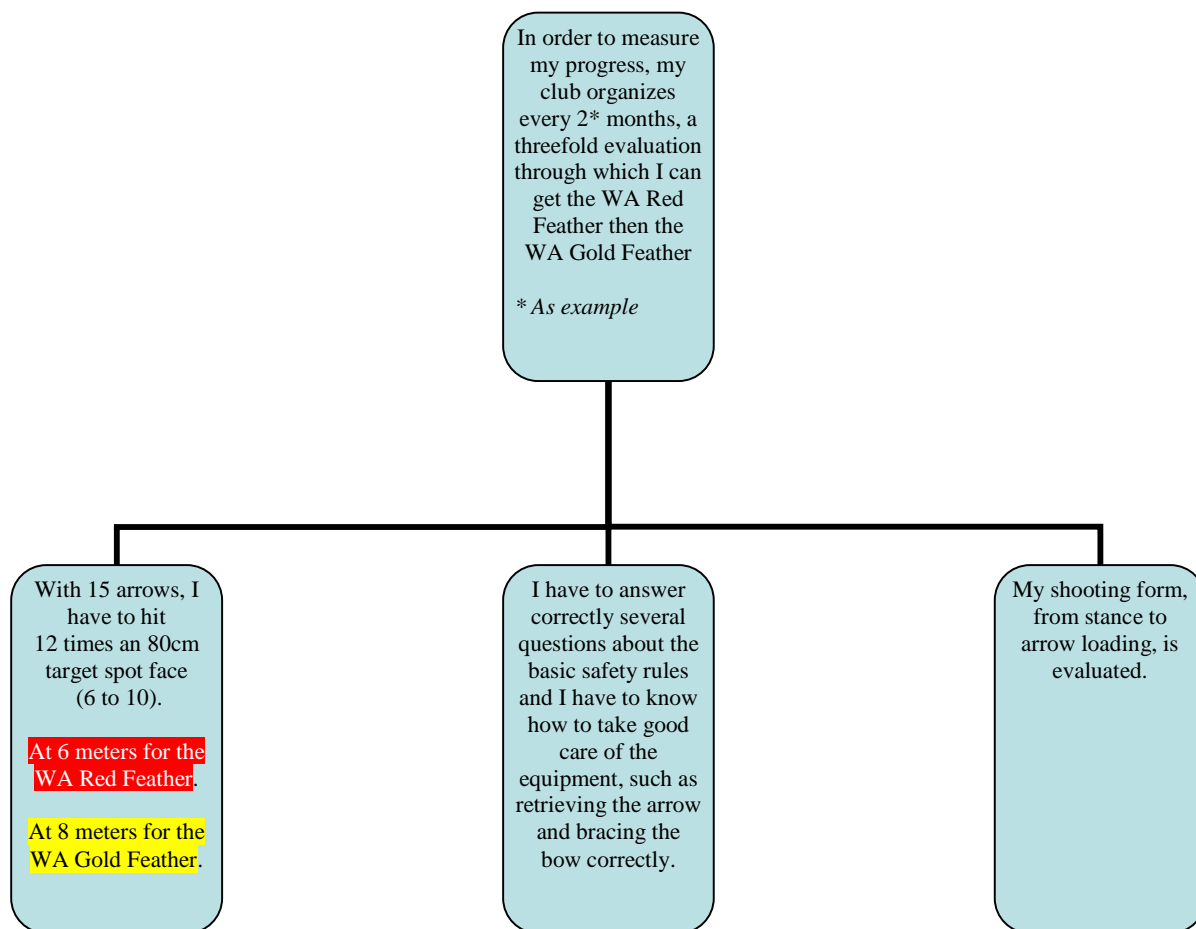 In order to measure
my progress, my
club organizes
every 2* months, a
threefold evaluation
through which I can
get the WA Red
Feather then the
WA Gold Feather
* As example
With 15 arrows, I
have to hit
12 times an 80cm
target spot face
(6 to 10).
At 6 meters for the
WA Red Feather.
At 8 meters for the
WA Gold Feather.
I have to answer
correctly several
questions about the
basic safety rules
and I have to know
how to take good
care of the
equipment, such as
retrieving the arrow
and bracing the
bow correctly.
My shooting form,
from stance to
arrow loading, is
evaluated.